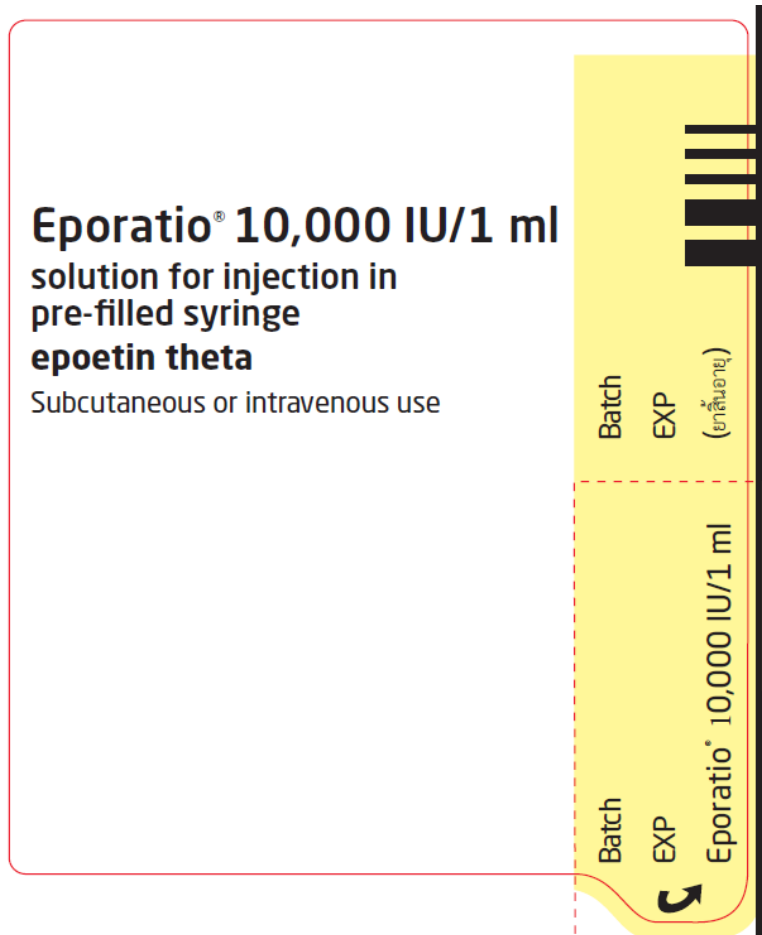 Eporatio® 10,000 IU/1 ml
solution for injection in
pre-filled syringe
epoetin theta
Subcutaneous or intravenous use
Batch
EXP
(ยาสิ้นอายุ)
Batch
EXP
Eporatio® 10,000 IU/1 ml